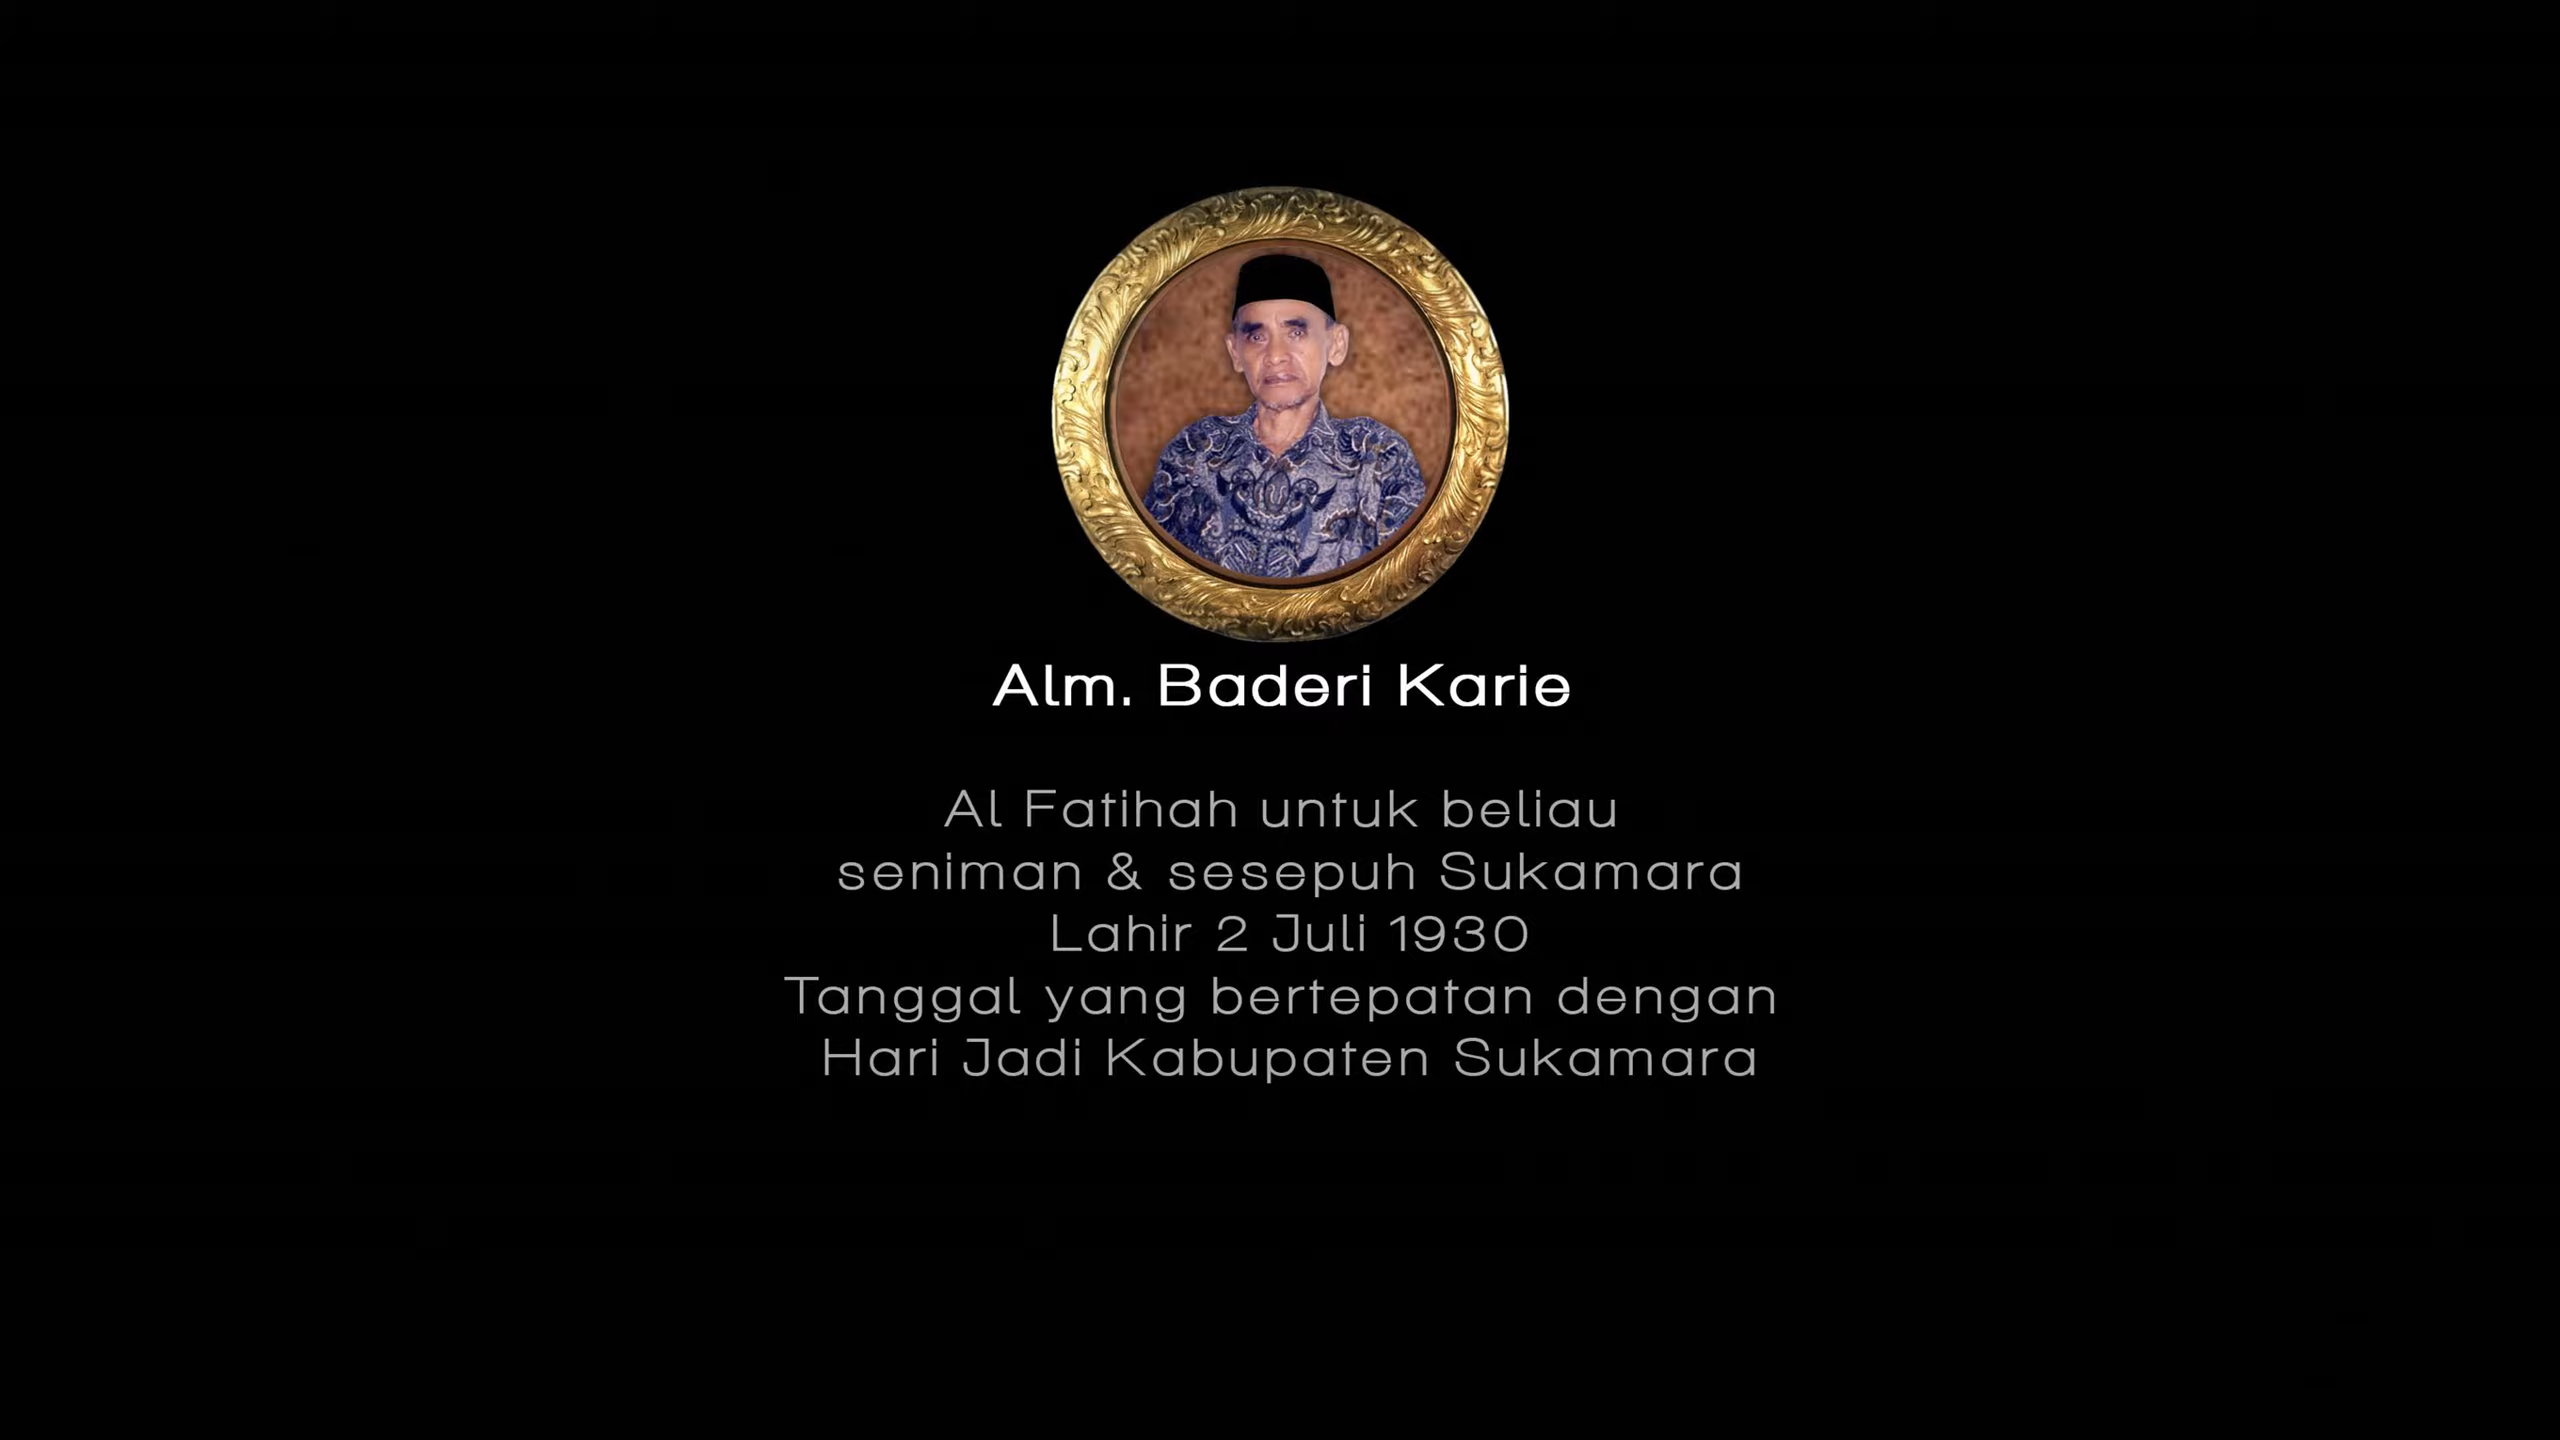 Alm. Baderi Karie
Al Fatihah untuk beliau
seniman & sesepuh Sukamara
Lahir 2 Juli 1930
Tanggal yang bertepatan dengan
Hari Jadi Kabupaten Sukamara